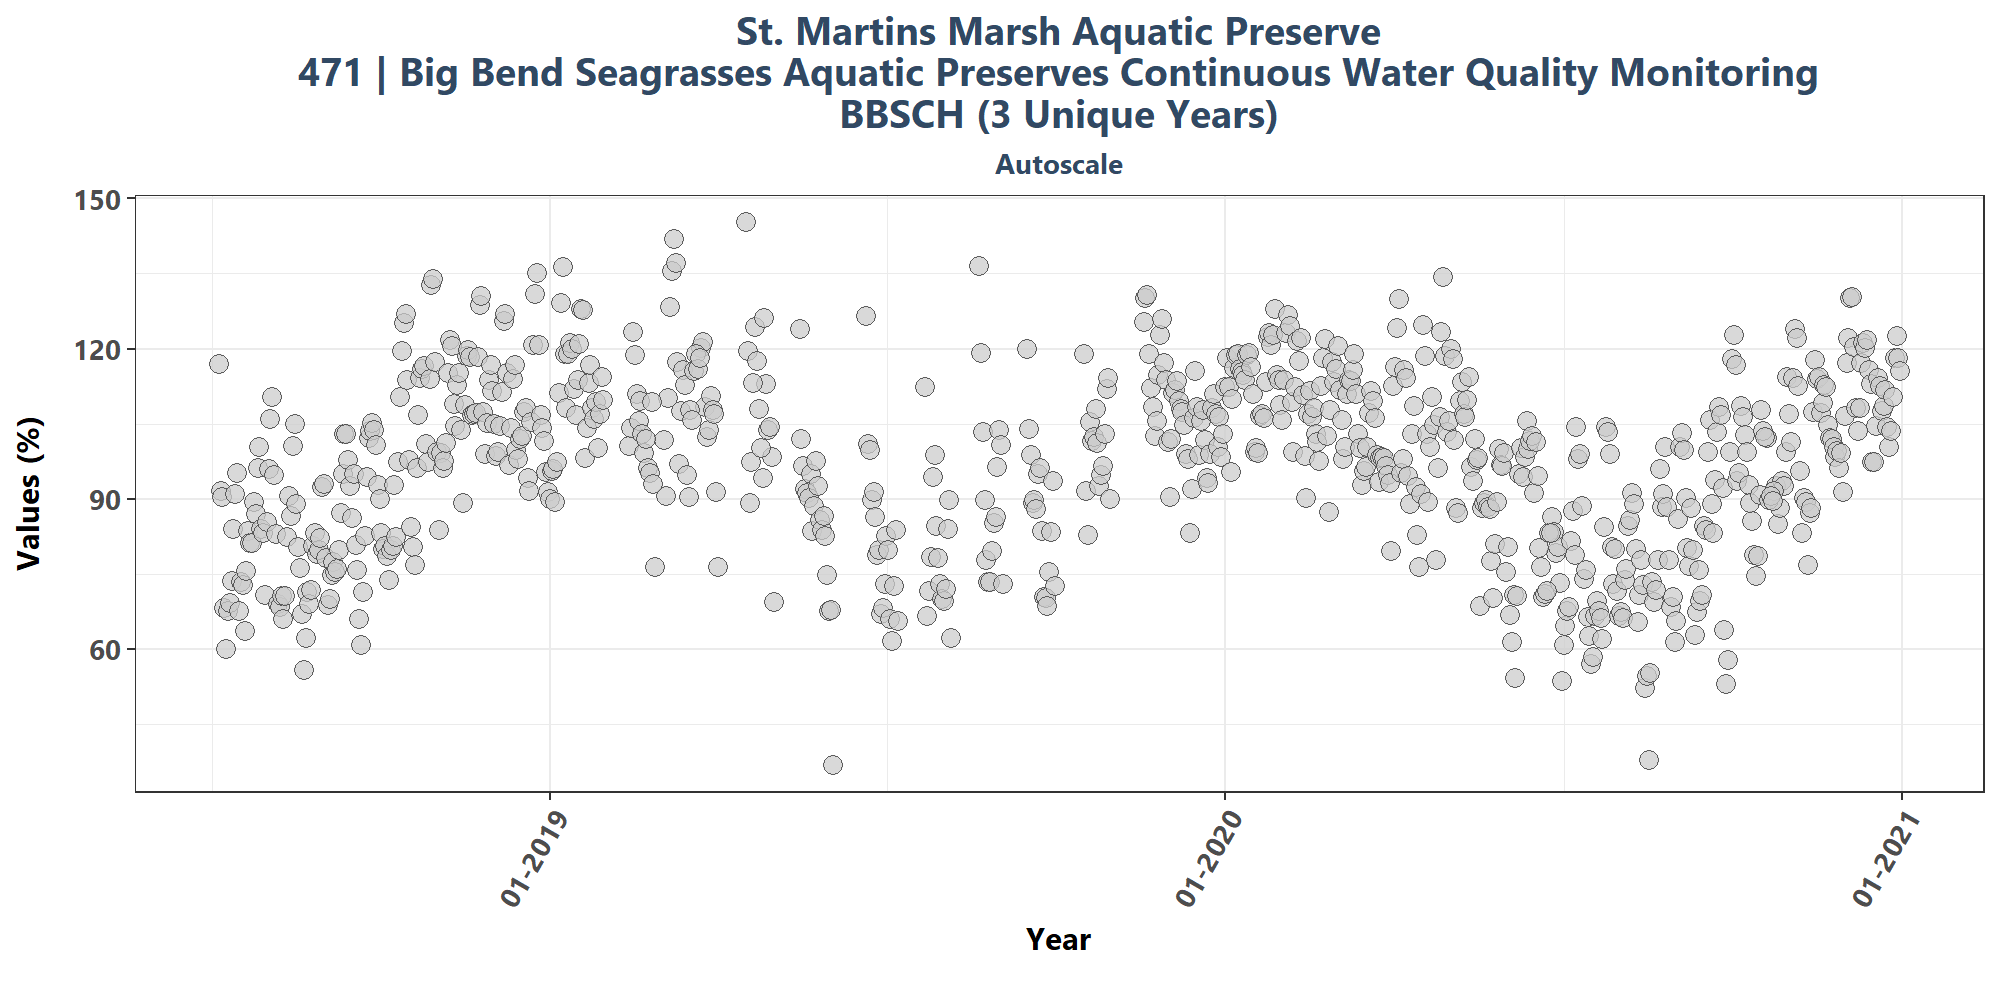 St. Martins Marsh Aquatic Preserve
471 | Big Bend Seagrasses Aquatic Preserves Continuous Water Quality Monitoring
BBSCH (3 Unique Years)
Autoscale
Values (%)
150
120
90
60
01-2019
01-2020
01-2021
Year